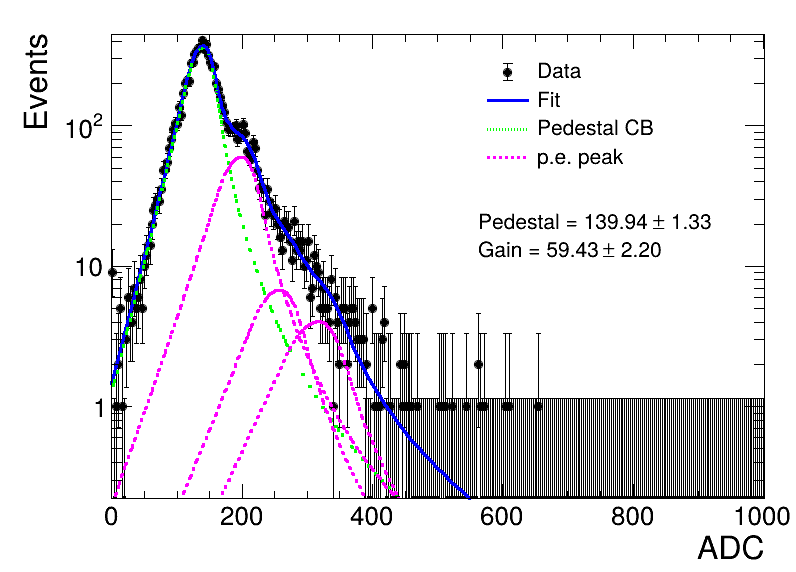 Events
10²
10
1
Data
Fit
Pedestal CB
p.e. peak
Pedestal = 139.94 ± 1.33
Gain = 59.43 ± 2.20
0 200 400 600 800 1000
ADC